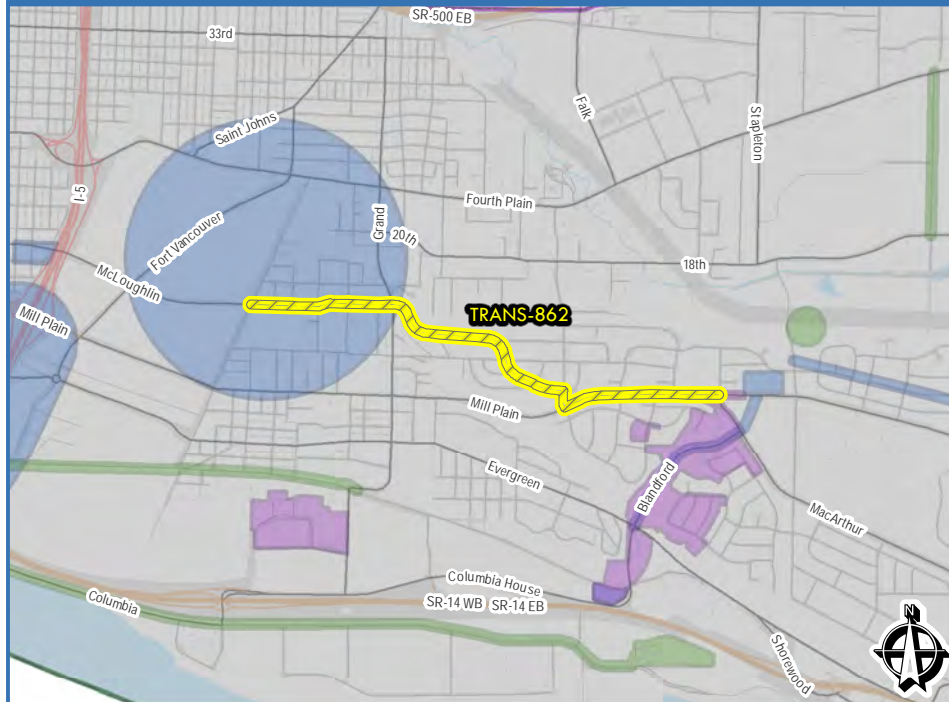 SR-500 EB
33rd
Falk
Saint Johns
Stapleton
I-5
Fourth Plain
Grand
20th
Fort Vancouver
18th
McLoughlin
TRANS-862
Mill Plain
Mill Plain
Evergreen
Blandford
MacArthur
Columbia House
Columbia
SR-14 WB
SR-14 EB
Shorewood
N